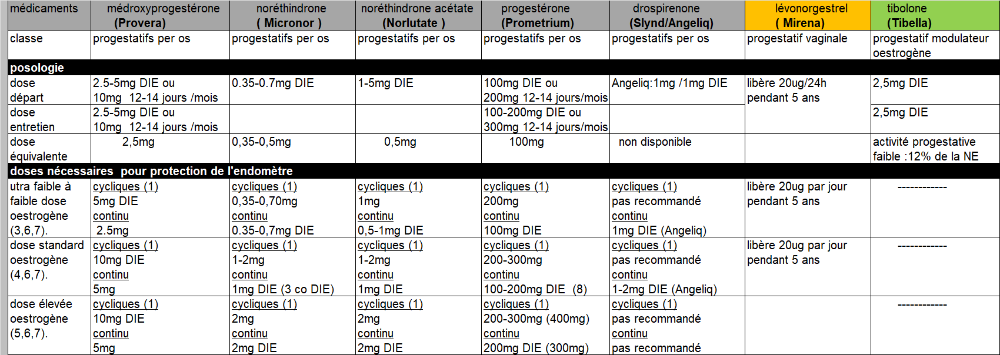 médicaments médroxyprogestérone noréthindrone noréthindrone acétate progestérone drospirenone lévonorgestrel tibolone
(Provera) ( Micronor ) (Norlutate ) (Prometrium) (Slynd/Angeliq) ( Mirena) (Tibella)
classe progestatifs per os progestatifs per os progestatifs per os progestatifs per os progestatifs per os progestatif vaginale progestatif modulateur
oestrogène
posologie
dose 2.5-5mg DIE ou 0.35-0.7mg DIE 1-5mg DIE 100mg DIE ou Angeliq:1mg /1mg DIE libère 20ug/24h 2,5mg DIE
départ 10mg 12-14 jours /mois 200mg 12-14 jours/mois pendant 5 ans
dose 2.5-5mg DIE ou 100-200mg DIE ou 2,5mg DIE
entretien 10mg 12-14 jours /mois 300mg 12-14 jours/mois
dose 2,5mg 0,35-0,5mg 0,5mg 100mg non disponible activité progestative
équivalente faible :12% de la NE
doses nécessaires pour protection de l'endomètre
utra faible à cycliques (1) cycliques (1) cycliques (1) cycliques (1) cycliques (1) libère 20ug par jour ------------
faible dose 5mg DIE 0,35-0,70mg 1mg 200mg pas recommandé pendant 5 ans
oestrogène continu continu continu continu continu
(3,6,7). 2.5mg 0.35-0,7mg DIE 0,5-1mg DIE 100mg DIE 1mg DIE (Angeliq)
dose standard cycliques (1) cycliques (1) cycliques (1) cycliques (1) cycliques (1) libère 20ug par jour ------------
oestrogène 10mg DIE 1-2mg 1-2mg 200-300mg pas recommandé pendant 5 ans
(4,6,7). continu continu continu continu continu
5mg 1mg DIE (3 co DIE) 1mg DIE 100-200mg DIE (8) 1-2mg DIE (Angeliq)
dose élevée cycliques (1) cycliques (1) cycliques (1) cycliques (1) cycliques (1) ------------
oestrogène 10mg DIE 2mg 2mg 200-300mg (400mg) pas recommandé
(5,6,7). continu continu continu continu continu
5mg 2mg DIE 2mg DIE 200mg DIE (300mg) pas recommandé